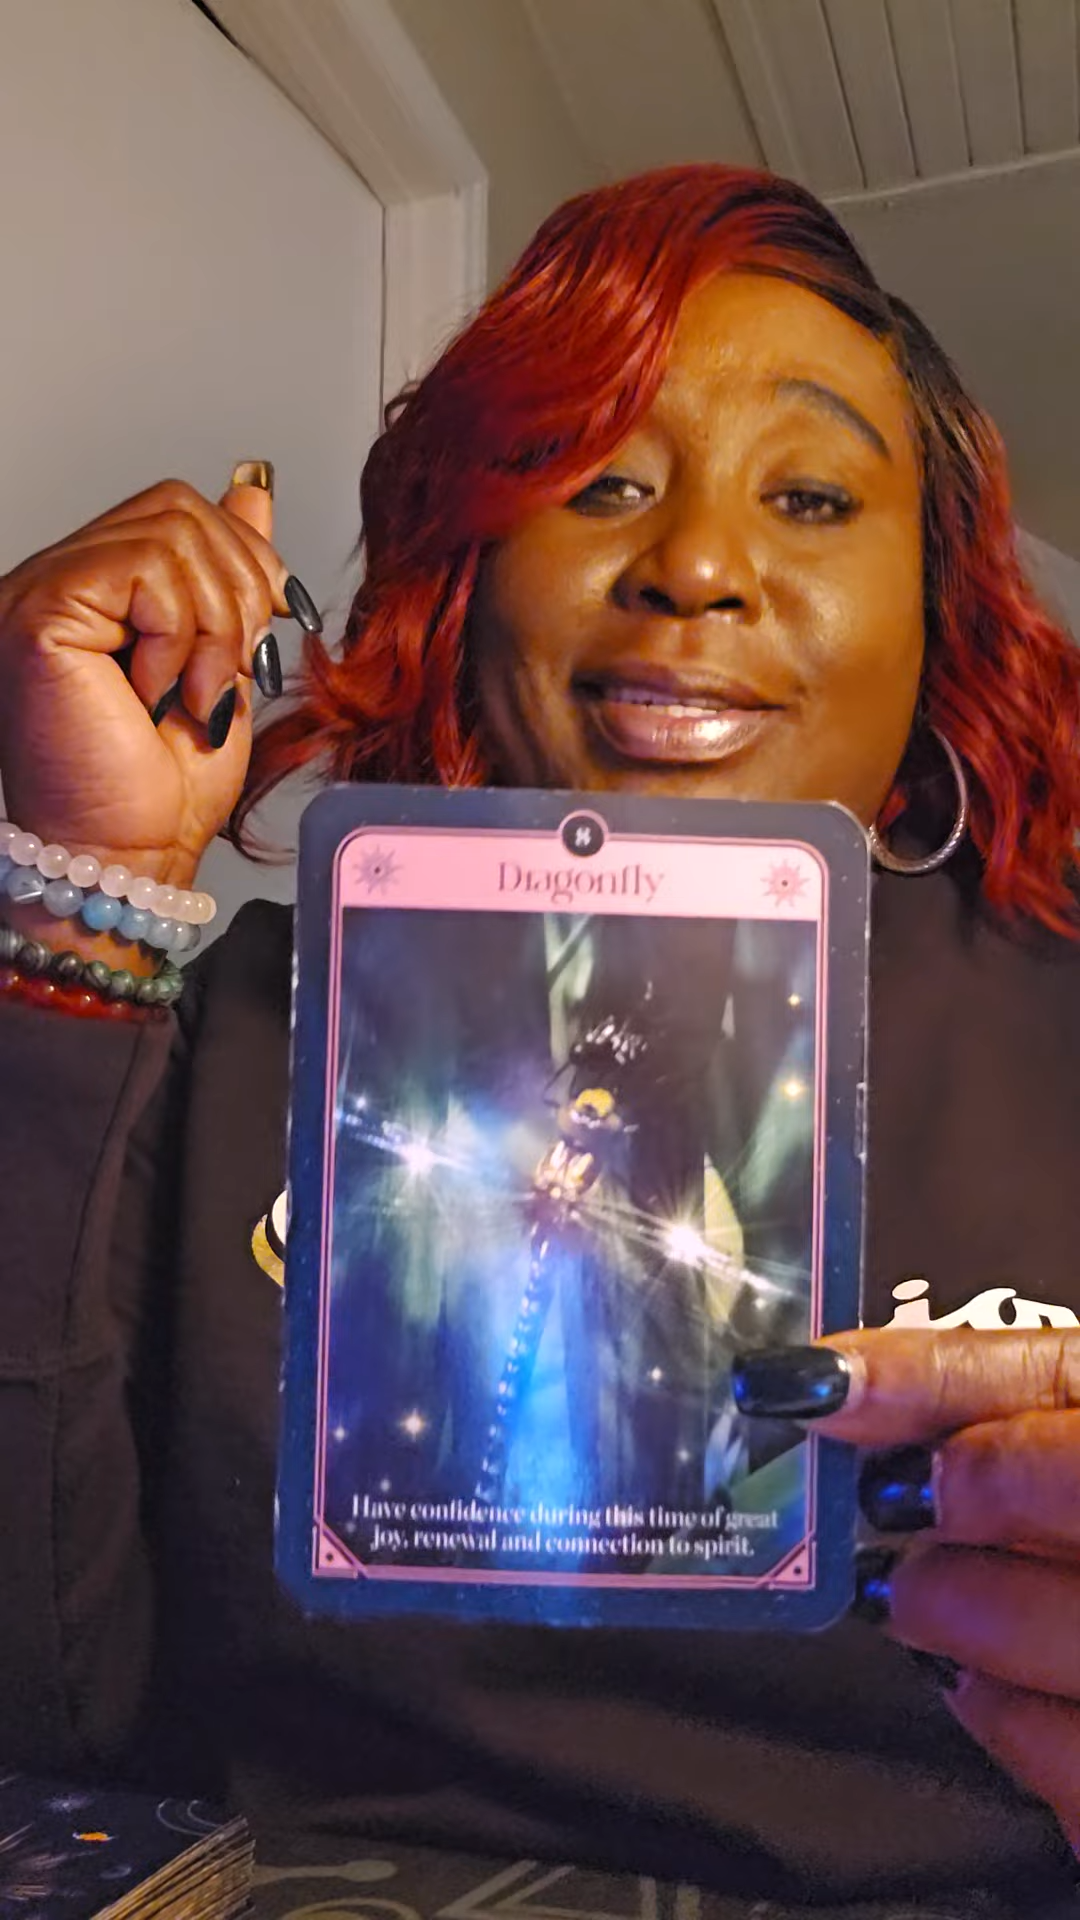 8
Dragonfly
Have confidence during this time of great
joy, renewal and connection to spirit.